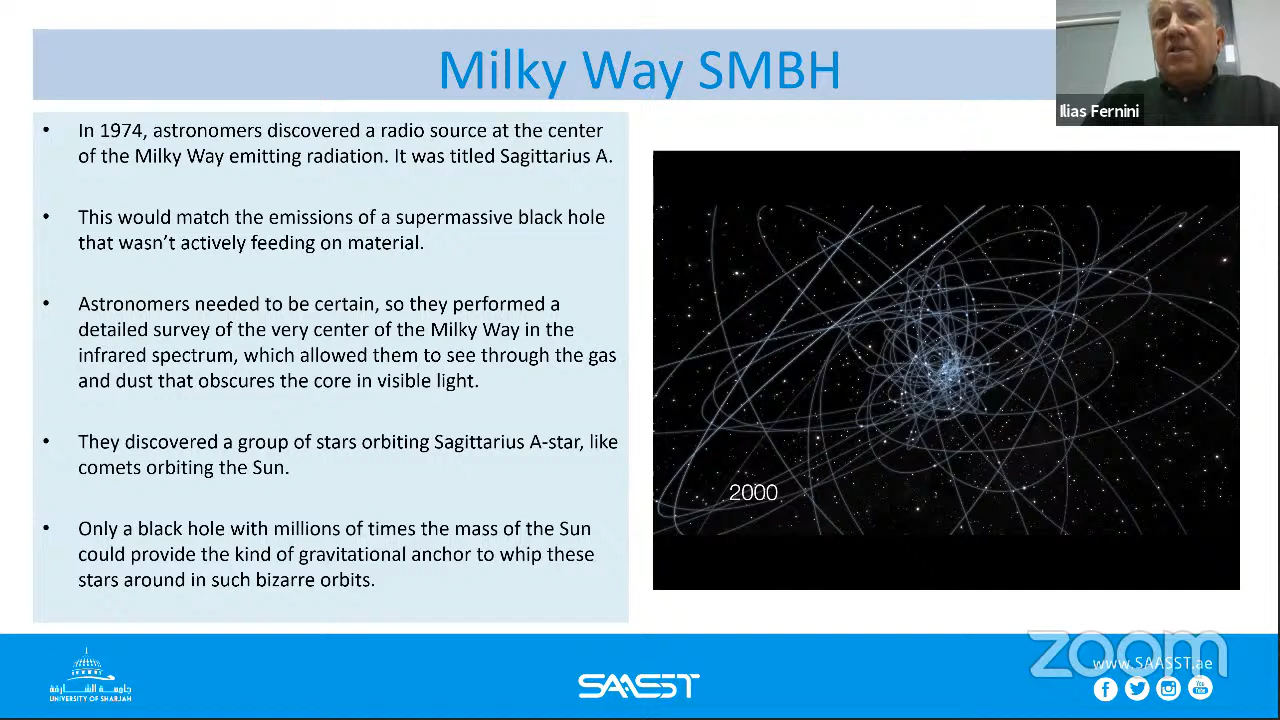 Milky Way SMBH
Ilias Fernini
• In 1974, astronomers discovered a radio source at the center
of the Milky Way emitting radiation. It was titled Sagittarius A.
• This would match the emissions of a supermassive black hole
that wasn’t actively feeding on material.
• Astronomers needed to be certain, so they performed a
detailed survey of the very center of the Milky Way in the
infrared spectrum, which allowed them to see through the gas
and dust that obscures the core in visible light.
• They discovered a group of stars orbiting Sagittarius A-star, like
comets orbiting the Sun.
• Only a black hole with millions of times the mass of the Sun
could provide the kind of gravitational anchor to whip these
stars around in such bizarre orbits.
2000
جامعة الشارقة
UNIVERSITY OF SHARJAH
SAASST
zoom
www.SAASST.ae
You
Tube